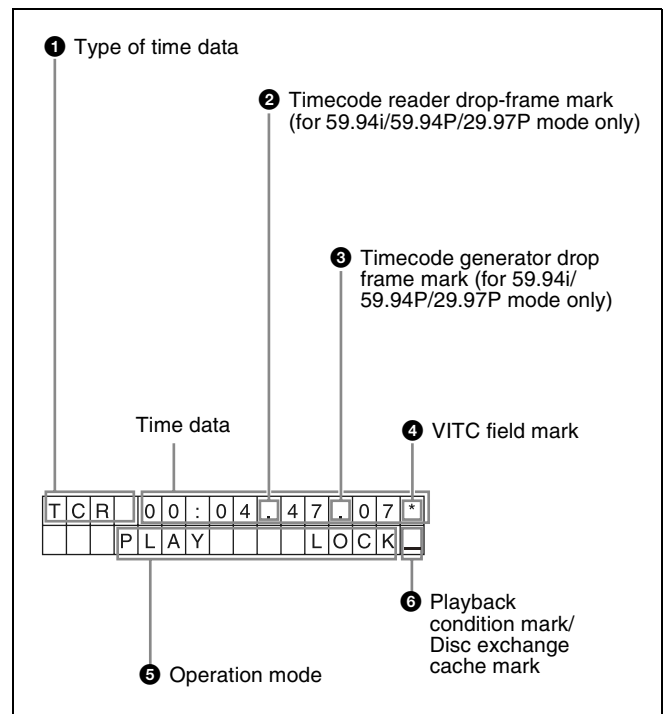 ❶ Type of time data
❷ Timecode reader drop-frame mark
(for 59.94i/59.94P/29.97P mode only)
❸ Timecode generator drop
frame mark (for 59.94i/
59.94P/29.97P mode only)
Time data
❹ VITC field mark
TCR 00:04.47.07*
PLAY LOCK_
❻ Playback
condition mark/
Disc exchange
cache mark
❺ Operation mode